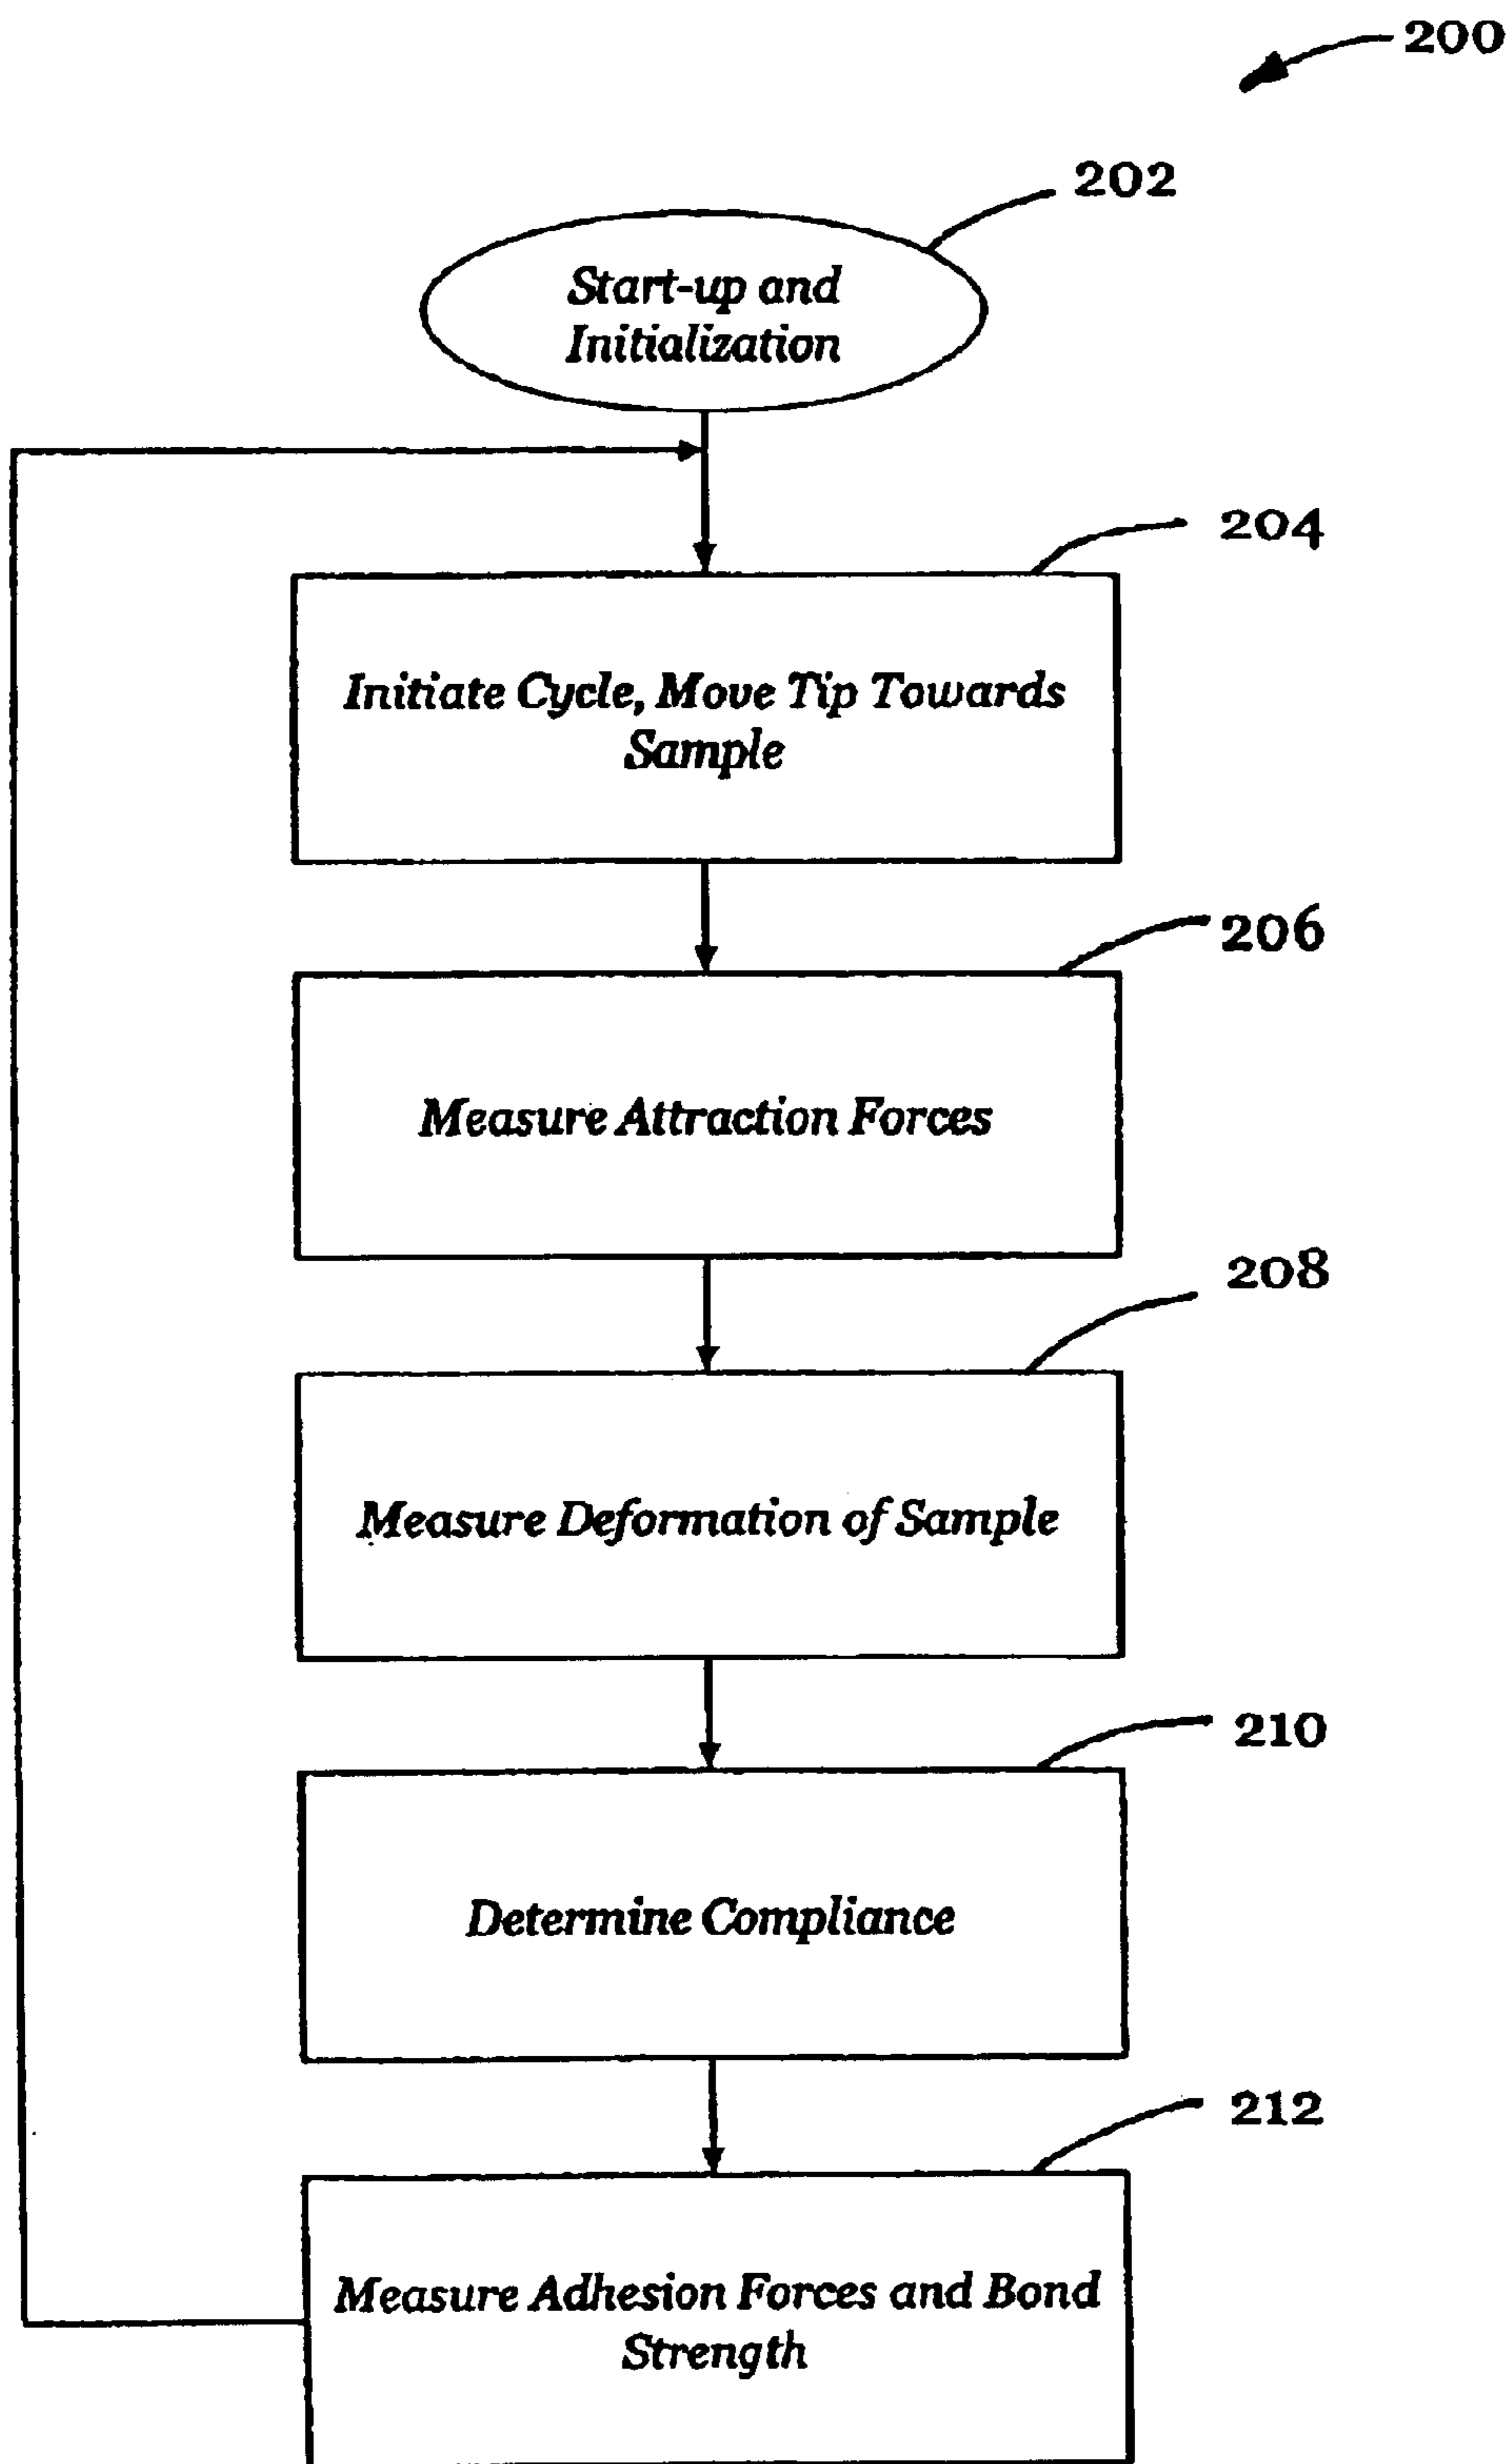 200
202
Start-up and
Initialization
204
Initiate Cycle, Move Tip Towards
Sample
206
Measure Attraction Forces
208
Measure Deformation of Sample
210
Determine Compliance
212
Measure Adhesion Forces and Bond
Strength